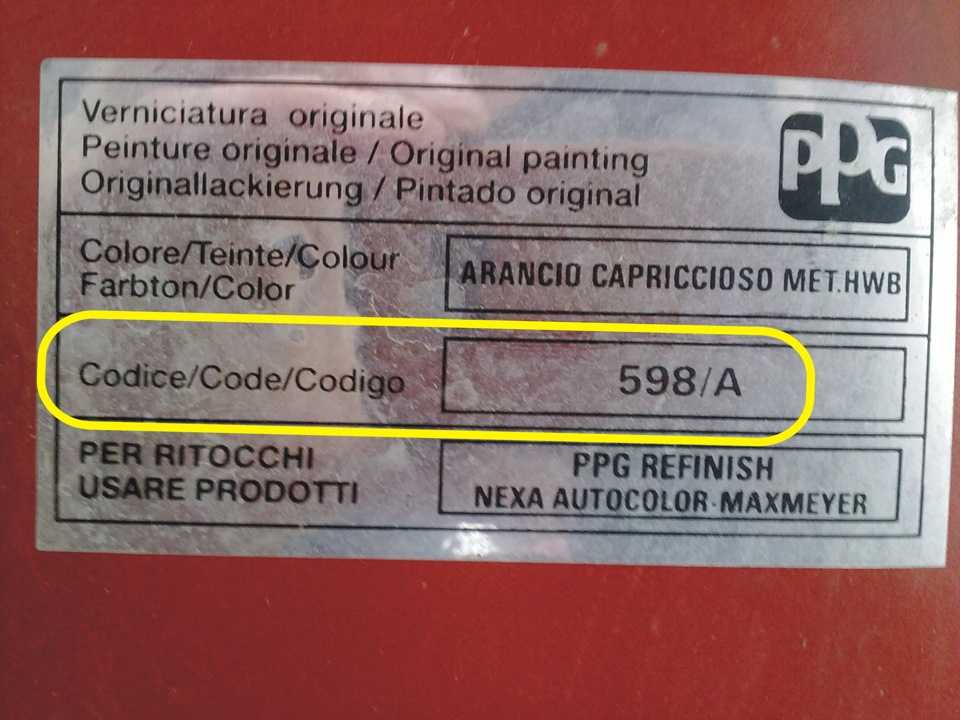 Verniciatura originale
Peinture originale / Original painting
Originallackierung / Pintado original
PPG
Colore/Teinte/Colour
Farbton/Color
ARANCIO CAPRICCIOSO MET.HWB
Codice/Code/Codigo
598/A
PER RITOCCHI
USARE PRODOTTI
PPG REFINISH
NEXA AUTOCOLOR-MAXMEYER